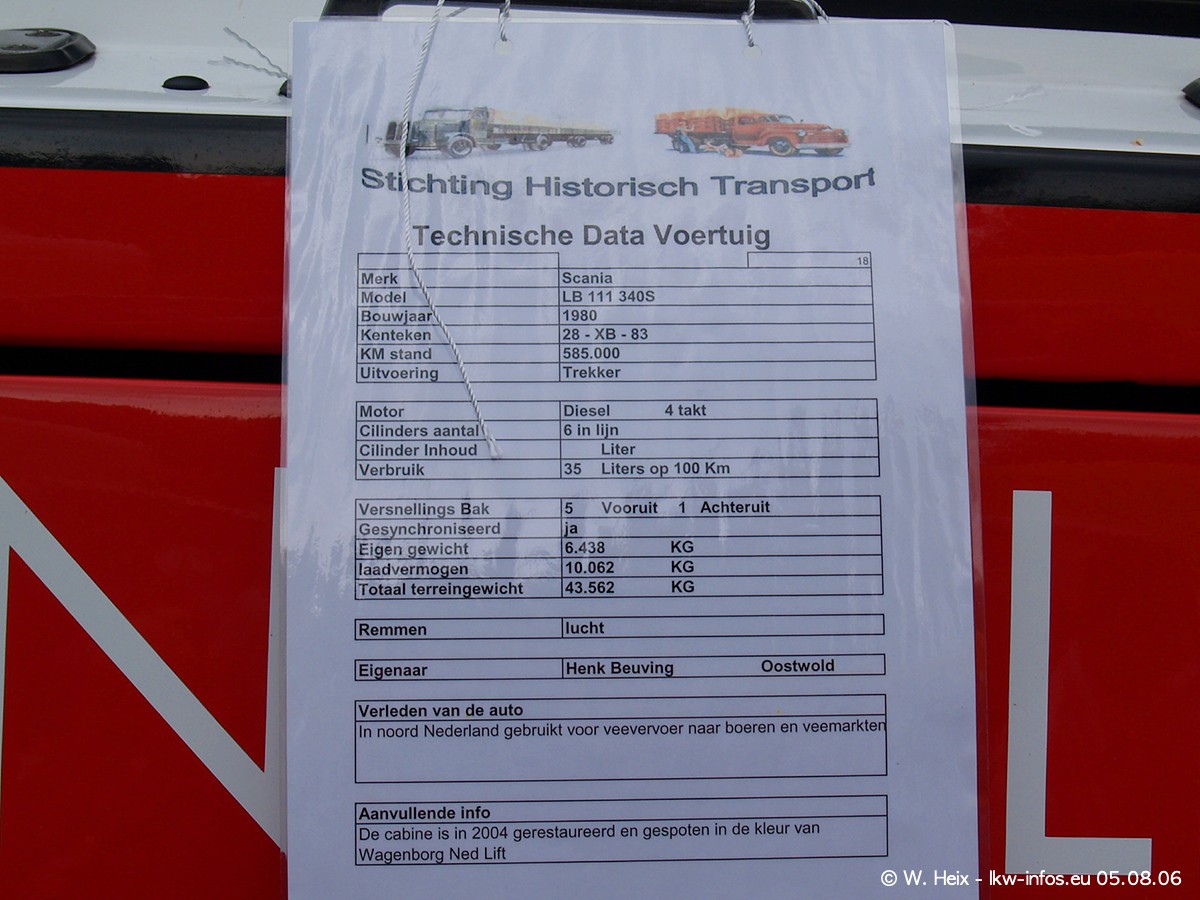 Stichting Historisch Transport
Technische Data Voertuig
18
Merk Scania
Model LB 111 340S
Bouwjaar 1980
Kenteken 28 - XB - 83
KM stand 585.000
Uitvoering Trekker
Motor Diesel 4 takt
Cilinders aantal 6 in lijn
Cilinder Inhoud Liter
Verbruik 35 Liters op 100 Km
Versnellings Bak 5 Vooruit 1 Achteruit
Gesynchroniseerd ja
Eigen gewicht 6.438 KG
laadvermogen 10.062 KG
Totaal terreingewicht 43.562 KG
Remmen lucht
Eigenaar Henk Beuving Oostwold
Verleden van de auto
In noord Nederland gebruikt voor veevervoer naar boeren en veemarkten
Aanvullende info
De cabine is in 2004 gerestaureerd en gespoten in de kleur van
Wagenborg Ned Lift
N L
© W. Heix - lkw-infos.eu 05.08.06